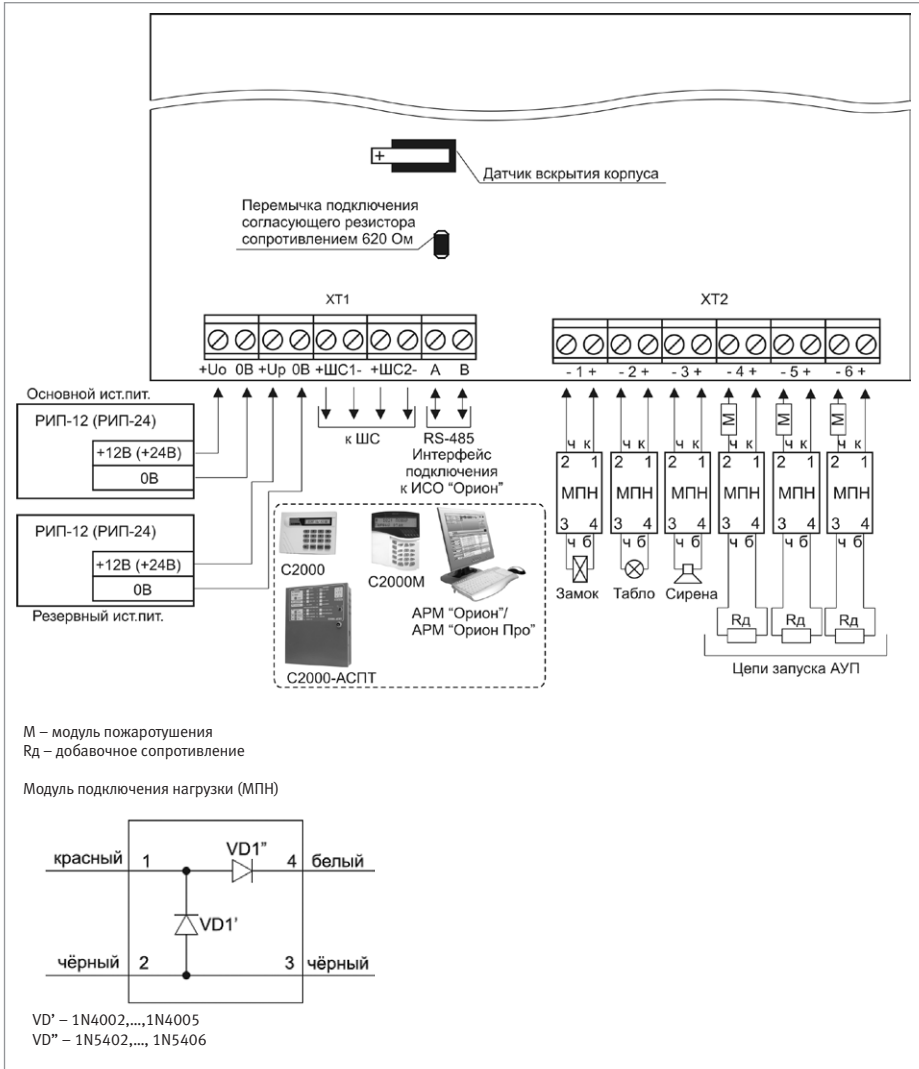 +
Датчик вскрытия корпуса
Перемычка подключения
согласующего резистора
сопротивлением 620 Ом
XT1
XT2
+Uo 0В +Up 0В +ШС1- +ШС2- A B
- 1 + - 2 + - 3 + - 4 + - 5 + - 6 +
Основной ист.пит.
РИП-12 (РИП-24)
+12В (+24В)
0В
РИП-12 (РИП-24)
+12В (+24В)
0В
Резервный ист.пит.
к ШС
RS-485
Интерфейс
подключения
к ИСО "Орион"
С2000
С2000М
АРМ "Орион"/
АРМ "Орион Про"
С2000-АСПТ
М М М
ч к ч к ч к ч к ч к ч к
2 1 2 1 2 1 2 1 2 1 2 1
МПН МПН МПН МПН МПН МПН
3 4 3 4 3 4 3 4 3 4 3 4
ч б ч б ч б ч б ч б ч б
Замок Табло Сирена
Rд Rд Rд
Цепи запуска АУП
М – модуль пожаротушения
Rд – добавочное сопротивление
Модуль подключения нагрузки (МПН)
красный 1 VD1" 4 белый
VD1'
чёрный 2 3 чёрный
VD' – 1N4002,...,1N4005
VD" – 1N5402,..., 1N5406